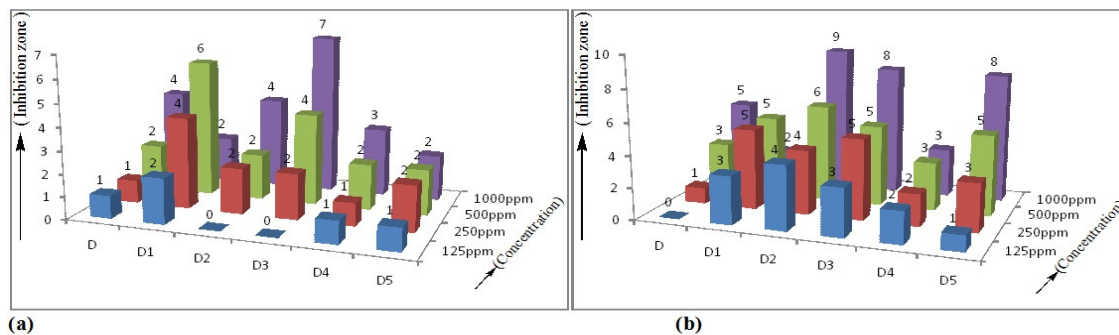 ( Inhibition zone )
7
6
5
4
3
2
1
0
4 2 4 7 3 2
2 6 2 4 2 2
1 4 2 2 1 2
1 2 0 0 1 1
D D1 D2 D3 D4 D5
1000ppm
500ppm
250ppm
125ppm
(Concentration)
(a)
( Inhibition zone )
10
8
6
4
2
0
5 2 9 8 3 8
3 5 6 5 3 5
1 5 4 5 2 3
0 3 4 3 2 1
D D1 D2 D3 D4 D5
1000ppm
500ppm
250ppm
125ppm
(Concentration)
(b)